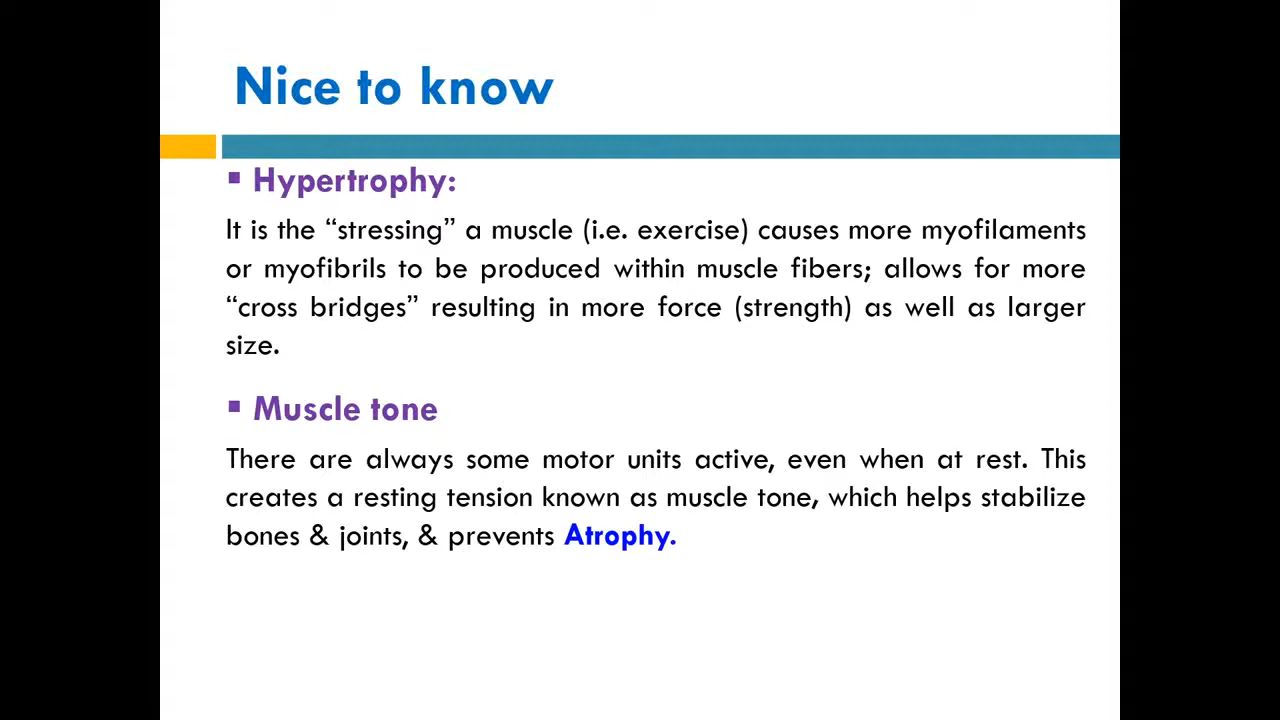 Nice to know
▪ Hypertrophy:
It is the “stressing” a muscle (i.e. exercise) causes more myofilaments
or myofibrils to be produced within muscle fibers; allows for more
“cross bridges” resulting in more force (strength) as well as larger
size.
▪ Muscle tone
There are always some motor units active, even when at rest. This
creates a resting tension known as muscle tone, which helps stabilize
bones & joints, & prevents Atrophy.